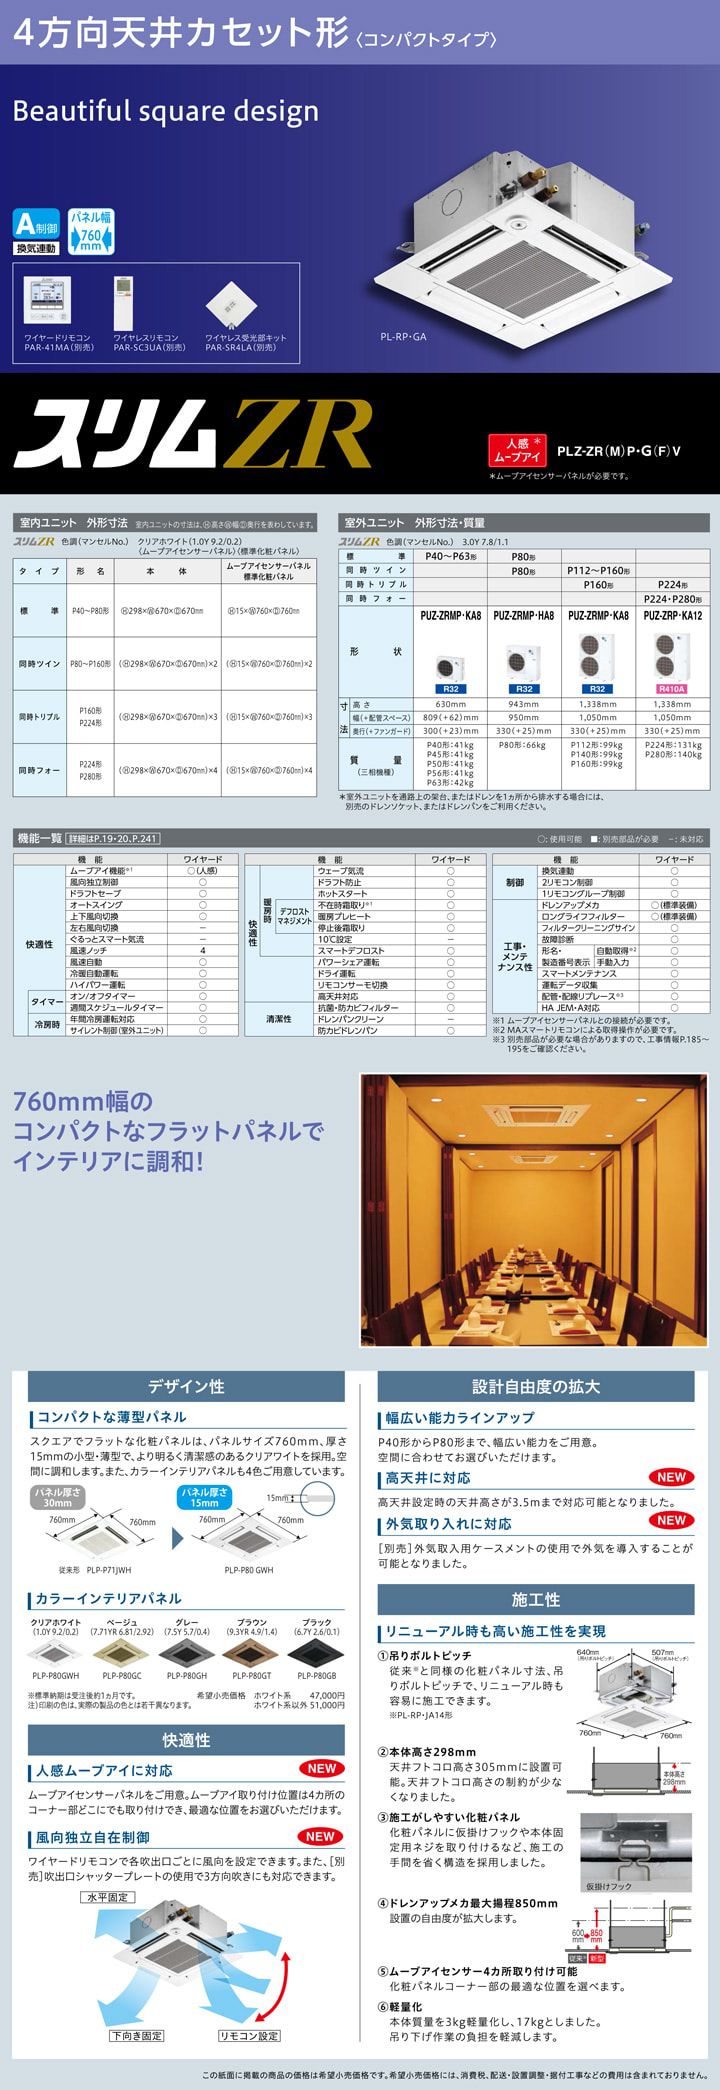 4方向天井カセット形〈コンパクトタイプ〉
Beautiful square design
A制御
換気連動
パネル幅
760
mm
ワイヤードリモコン
PAR-41MA(別売)
ワイヤレスリモコン
PAR-SC3UA(別売)
ワイヤレス受光部キット
PAR-SR4LA(別売)
PL-RP・GA
スリムZR
人感*
ムーブアイ
PLZ-ZR(M)P・G(F)V
*ムーブアイセンサーパネルが必要です。
室内ユニット 外形寸法 室内ユニットの寸法は、Ⓗ高さⓌ幅Ⓓ奥行を表わしています。
スリムZR 色調(マンセルNo.) クリアホワイト(1.0Y 9.2/0.2)
(ムーブアイセンサーパネル)(標準化粧パネル)
タイプ 形名 本体 ムーブアイセンサーパネル 標準化粧パネル
標準 P40〜P80形 Ⓗ298×Ⓦ670×Ⓓ670mm Ⓗ15×Ⓦ760×Ⓓ760mm
同時ツイン P80〜P160形 (Ⓗ298×Ⓦ670×Ⓓ670mm)×2 (Ⓗ15×Ⓦ760×Ⓓ760mm)×2
同時トリプル P160形 P224形 (Ⓗ298×Ⓦ670×Ⓓ670mm)×3 (Ⓗ15×Ⓦ760×Ⓓ760mm)×3
同時フォー P224形 P280形 (Ⓗ298×Ⓦ670×Ⓓ670mm)×4 (Ⓗ15×Ⓦ760×Ⓓ760mm)×4
室外ユニット 外形寸法・質量
スリムZR 色調(マンセルNo.) 3.0Y 7.8/1.1
標準 P40〜P63形 P80形
同時ツイン P80形 P112〜P160形
同時トリプル P160形 P224形
同時フォー P224・P280形
形状 PUZ-ZRMP・KA8 PUZ-ZRMP・HA8 PUZ-ZRMP・KA8 PUZ-ZRP・KA12
R32 R32 R32 R410A
寸法
高さ 630mm 943mm 1,338mm 1,338mm
幅(+配管スペース) 809(+62)mm 950mm 1,050mm 1,050mm
奥行(+ファンガード) 300(+23)mm 330(+25)mm 330(+25)mm 330(+25)mm
質量
(三相機種)
P40形:41kg P80形:66kg P112形:99kg P224形:131kg
P45形:41kg P140形:99kg P280形:140kg
P50形:41kg P160形:99kg
P56形:41kg
P63形:42kg
*室外ユニットを通路上の架台、またはドレンを1ヵ所から排水する場合には、
別売のドレンソケット、またはドレンパンをご利用ください。
機能一覧 詳細はP.19・20、P.241 ○:使用可能 ■:別売部品が必要 −:未対応
機能 ワイヤード
快適性
ムーブアイ機能※1 ○(人感)
風向独立制御 ○
ドラフトセーブ ○
オートスイング ○
上下風向切換 ○
左右風向切換 −
ぐるっとスマート気流 −
風速ノッチ 4
風速自動 ○
冷暖自動運転 ○
ハイパワー運転 ○
タイマー オン/オフタイマー ○
週間スケジュールタイマー ○
冷房時 年間冷房運転対応 ○
サイレント制御(室外ユニット) ○
機能 ワイヤード
快適性
暖房時
ウェーブ気流 ○
ドラフト防止 ○
ホットスタート ○
デフロストマネジメント
不在時霜取り※1 ○
暖房プレヒート ○
停止後霜取り ○
10℃設定 −
スマートデフロスト ○
パワーシェア運転 ○
ドライ運転 ○
リモコンサーモ切換 ○
高天井対応 ○
清潔性
抗菌・防カビフィルター ○
ドレンパンクリーン −
防カビドレンパン ○
機能 ワイヤード
制御
換気連動 ○
2リモコン制御 ○
1リモコングループ制御 ○
工事・メンテナンス性
ドレンアップメカ ○(標準装備)
ロングライフフィルター ○(標準装備)
フィルタークリーニングサイン ○
故障診断 ○
形名・製造番号表示 自動取得※2 ○
手動入力 ○
スマートメンテナンス ○
運転データ収集 ○
配管・配線リプレース※3 ○
HA JEM・A対応 ○
※1 ムーブアイセンサーパネルとの接続が必要です。
※2 MAスマートリモコンによる取得操作が必要です。
※3 別売部品が必要な場合がありますので、工事情報P.185〜
195をご確認ください。
760mm幅の
コンパクトなフラットパネルで
インテリアに調和!
デザイン性
コンパクトな薄型パネル
スクエアでフラットな化粧パネルは、パネルサイズ760mm、厚さ
15mmの小型・薄型で、より明るく清潔感のあるクリアワイトを採用。空
間に調和します。また、カラーインテリアパネルも4色ご用意しています。
パネル厚さ
30mm
760mm 760mm
従来形 PLP-P71JWH
パネル厚さ
15mm
760mm 760mm
15mm
PLP-P80 GWH
カラーインテリアパネル
クリアホワイト ベージュ グレー ブラウン ブラック
(1.0Y 9.2/0.2) (7.71YR 6.81/2.92) (7.5Y 5.7/0.4) (9.3YR 4.9/1.4) (6.7Y 2.6/0.1)
PLP-P80GWH PLP-P80GC PLP-P80GH PLP-P80GT PLP-P80GB
※標準納期は受注後約1ヵ月です。 希望小売価格 ホワイト系 47,000円
注)印刷の色は、実際の製品の色とは若干異なります。 ホワイト系以外 51,000円
快適性
人感ムーブアイに対応 NEW
ムーブアイセンサーパネルをご用意。ムーブアイ取り付け位置は4カ所の
コーナー部どこにでも取り付けでき、最適な位置をお選びいただけます。
風向独立自在制御 NEW
ワイヤードリモコンで各吹出口ごとに風向を設定できます。また、[別
売]吹出口シャッタープレートの使用で3方向吹きにも対応できます。
水平固定
下向き固定
リモコン設定
設計自由度の拡大
幅広い能力ラインアップ
P40形からP80形まで、幅広い能力をご用意。
空間に合わせてお選びいただけます。
高天井に対応 NEW
高天井設定時の天井高さが3.5mまで対応可能となりました。
外気取り入れに対応 NEW
[別売]外気取入用ケースメントの使用で外気を導入することが
可能となりました。
施工性
リニューアル時も高い施工性を実現
①吊りボルトピッチ
従来※と同様の化粧パネル寸法、吊
りボルトピッチで、リニューアル時も
容易に施工できます。
※PL-RP・JA14形
640mm
(吊りボルトピッチ)
507mm
(吊りボルトピッチ)
760mm 760mm
②本体高さ298mm
天井フトコロ高さ305mmに設置可
能。天井フトコロ高さの制約が少な
くなりました。
本体高さ
298mm
③施工がしやすい化粧パネル
化粧パネルに仮掛けフックや本体固
定用ネジを取り付けるなど、施工の
手間を省く構造を採用しました。
仮掛けフック
④ドレンアップメカ最大揚程850mm
設置の自由度が拡大します。
600
mm
850
mm
従来※ 新型
⑤ムーブアイセンサー4カ所取り付け可能
化粧パネルコーナー部の最適な位置を選べます。
⑥軽量化
本体質量を3kg軽量化し、17kgとしました。
吊り下げ作業の負担を軽減します。
この紙面に掲載の商品の価格は希望小売価格です。希望小売価格には、消費税、配送・設置調整・据付工事などの費用は含まれておりません。